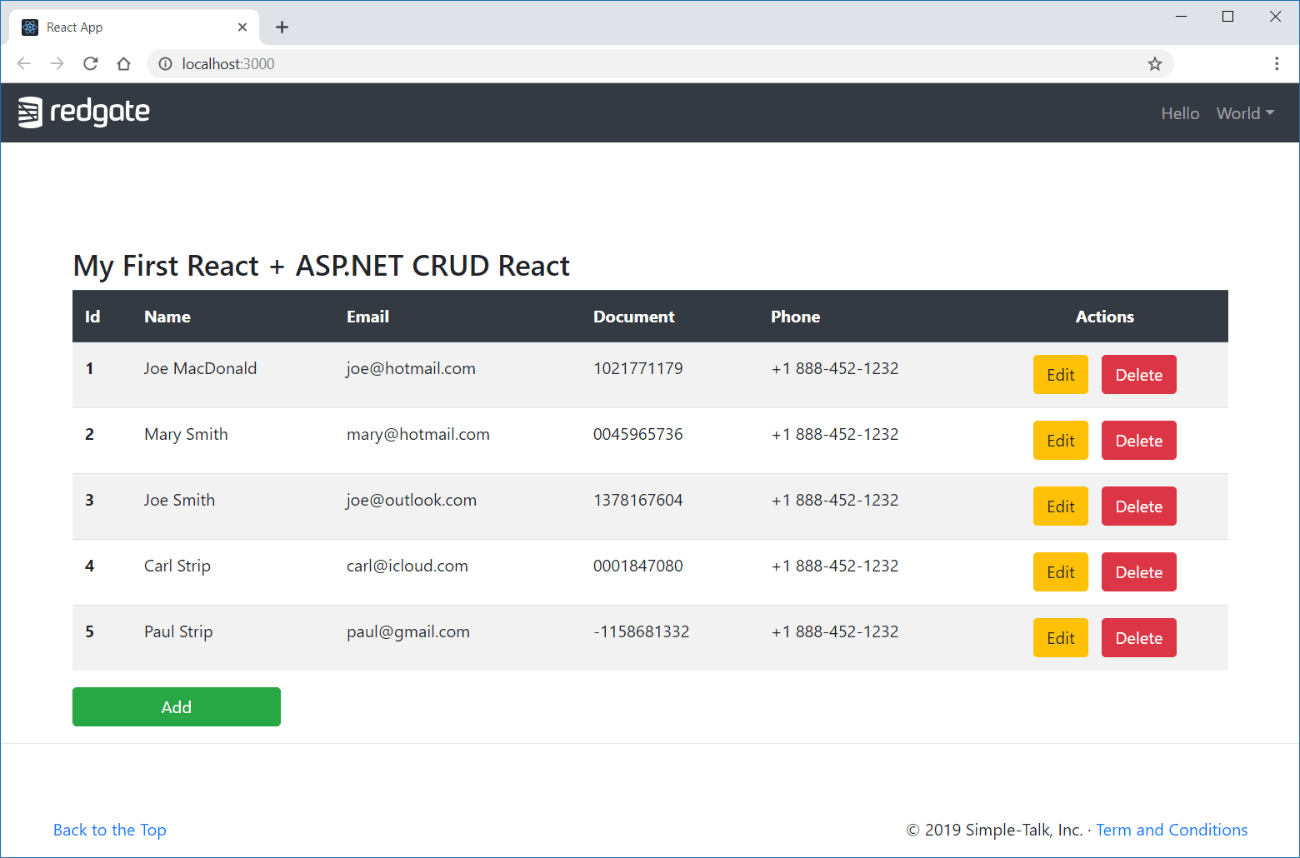 React App
localhost:3000
redgate Hello World
My First React + ASP.NET CRUD React
Id Name Email Document Phone Actions
1 Joe MacDonald joe@hotmail.com 1021771179 +1 888-452-1232 Edit Delete
2 Mary Smith mary@hotmail.com 0045965736 +1 888-452-1232 Edit Delete
3 Joe Smith joe@outlook.com 1378167604 +1 888-452-1232 Edit Delete
4 Carl Strip carl@icloud.com 0001847080 +1 888-452-1232 Edit Delete
5 Paul Strip paul@gmail.com -1158681332 +1 888-452-1232 Edit Delete
Add
Back to the Top © 2019 Simple-Talk, Inc. · Term and Conditions